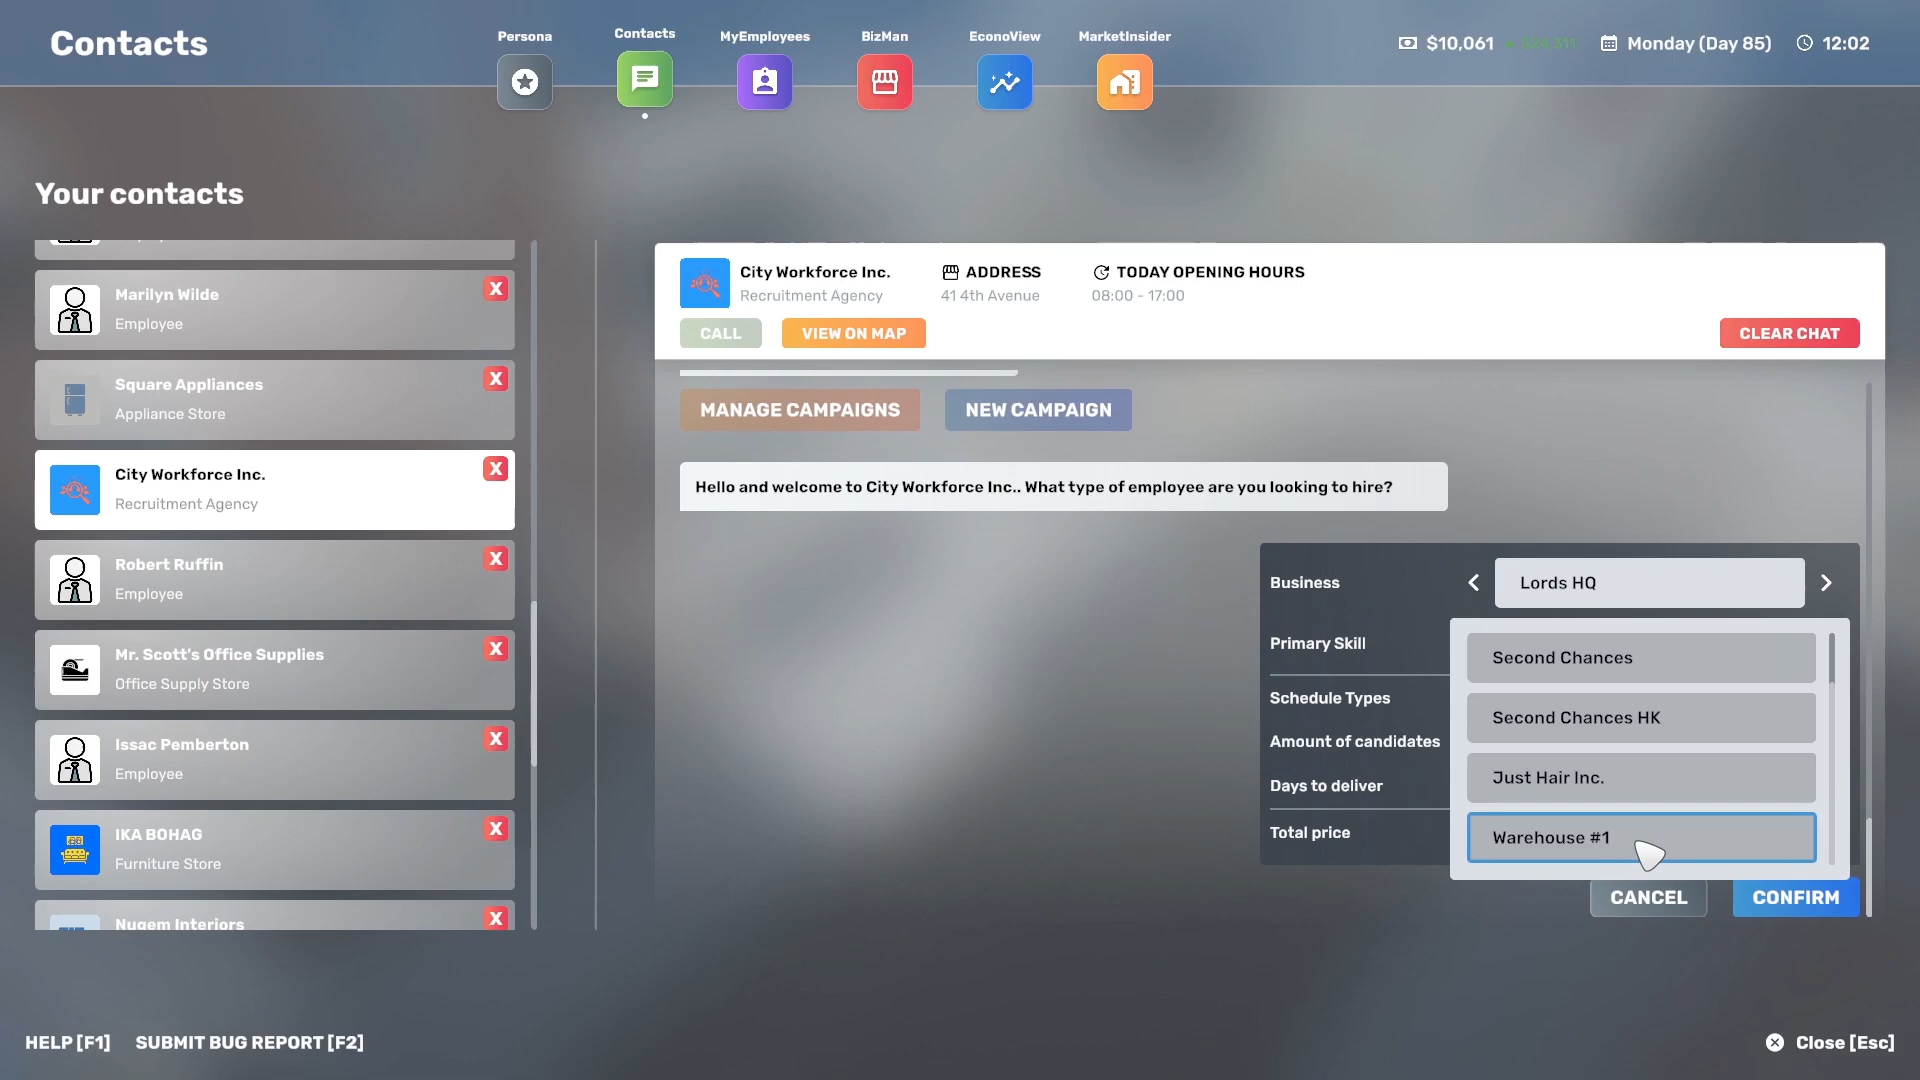 Contacts
Persona
Contacts
MyEmployees
BizMan
EconoView
MarketInsider
$10,061
Monday (Day 85)
12:02
Your contacts
Marilyn Wilde
Employee
X
Square Appliances
Appliance Store
X
City Workforce Inc.
Recruitment Agency
X
Robert Ruffin
Employee
X
Mr. Scott's Office Supplies
Office Supply Store
X
Issac Pemberton
Employee
X
IKA BOHAG
Furniture Store
X
Nugem Interiors
X
City Workforce Inc.
Recruitment Agency
ADDRESS
41 4th Avenue
TODAY OPENING HOURS
08:00 - 17:00
CALL
VIEW ON MAP
CLEAR CHAT
MANAGE CAMPAIGNS
NEW CAMPAIGN
Hello and welcome to City Workforce Inc.. What type of employee are you looking to hire?
Business
Lords HQ
Primary Skill
Schedule Types
Amount of candidates
Days to deliver
Total price
Second Chances
Second Chances HK
Just Hair Inc.
Warehouse #1
CANCEL
CONFIRM
HELP [F1]
SUBMIT BUG REPORT [F2]
Close [Esc]